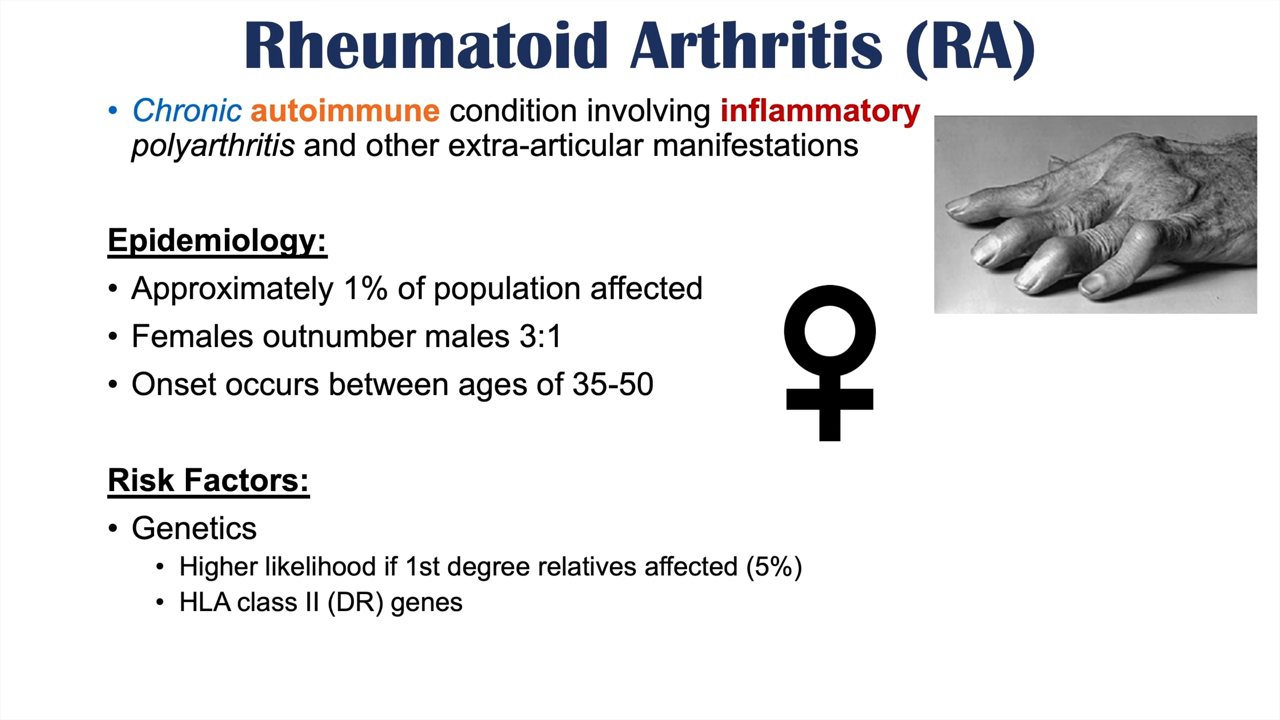 Rheumatoid Arthritis (RA)
• Chronic autoimmune condition involving inflammatory
polyarthritis and other extra-articular manifestations
Epidemiology:
• Approximately 1% of population affected
• Females outnumber males 3:1
• Onset occurs between ages of 35-50
Risk Factors:
• Genetics
• Higher likelihood if 1st degree relatives affected (5%)
• HLA class II (DR) genes